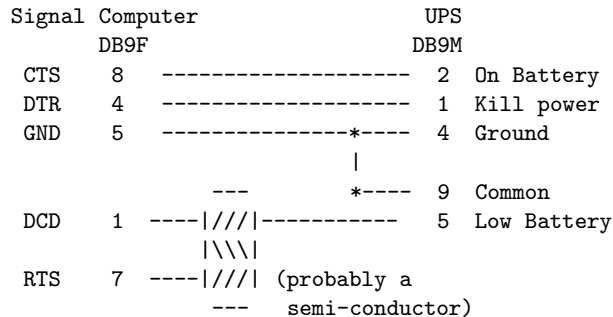 Signal Computer                 UPS
       DB9F                    DB9M
 CTS    8   --------------------  2  On Battery
 DTR    4   --------------------  1  Kill power
 GND    5   ---------------*----  4  Ground
                           |
                ---        *----  9  Common
 DCD    1  ----|///|-----------   5  Low Battery
               |\\\|
 RTS    7  ----|///| (probably a
                ---   semi-conductor)